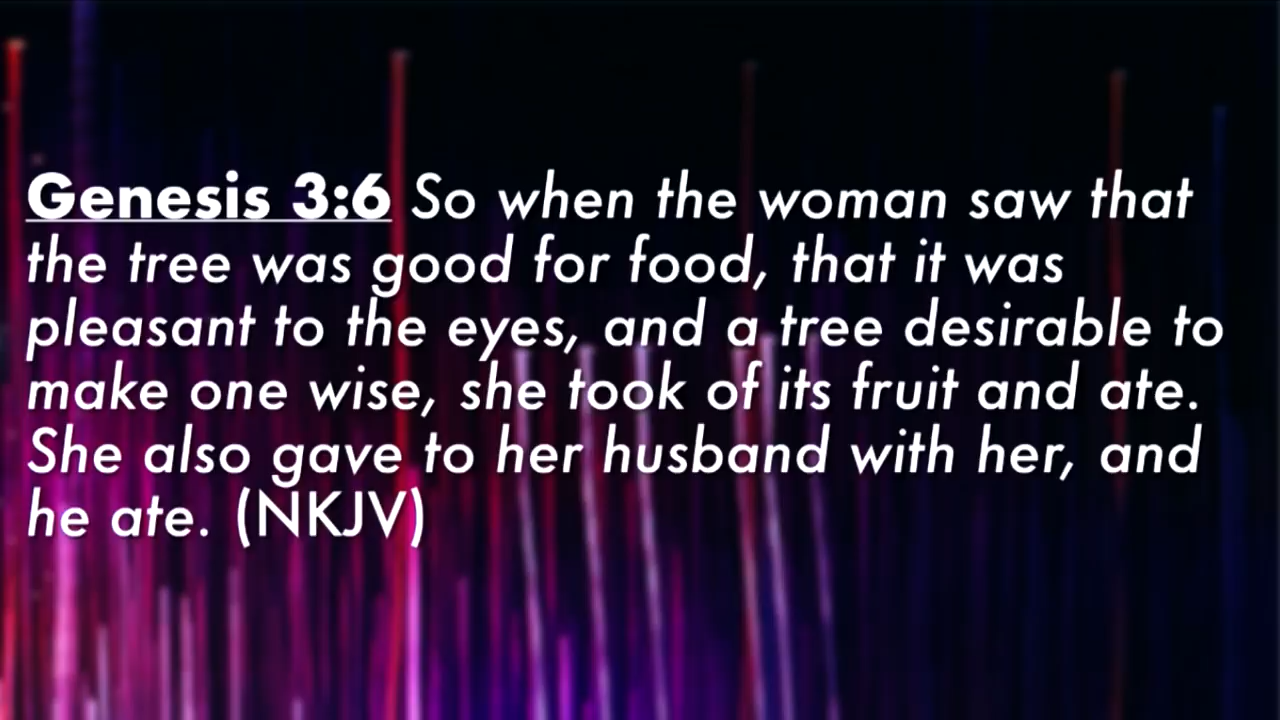 Genesis 3:6 So when the woman saw that
the tree was good for food, that it was
pleasant to the eyes, and a tree desirable to
make one wise, she took of its fruit and ate.
She also gave to her husband with her, and
he ate. (NKJV)